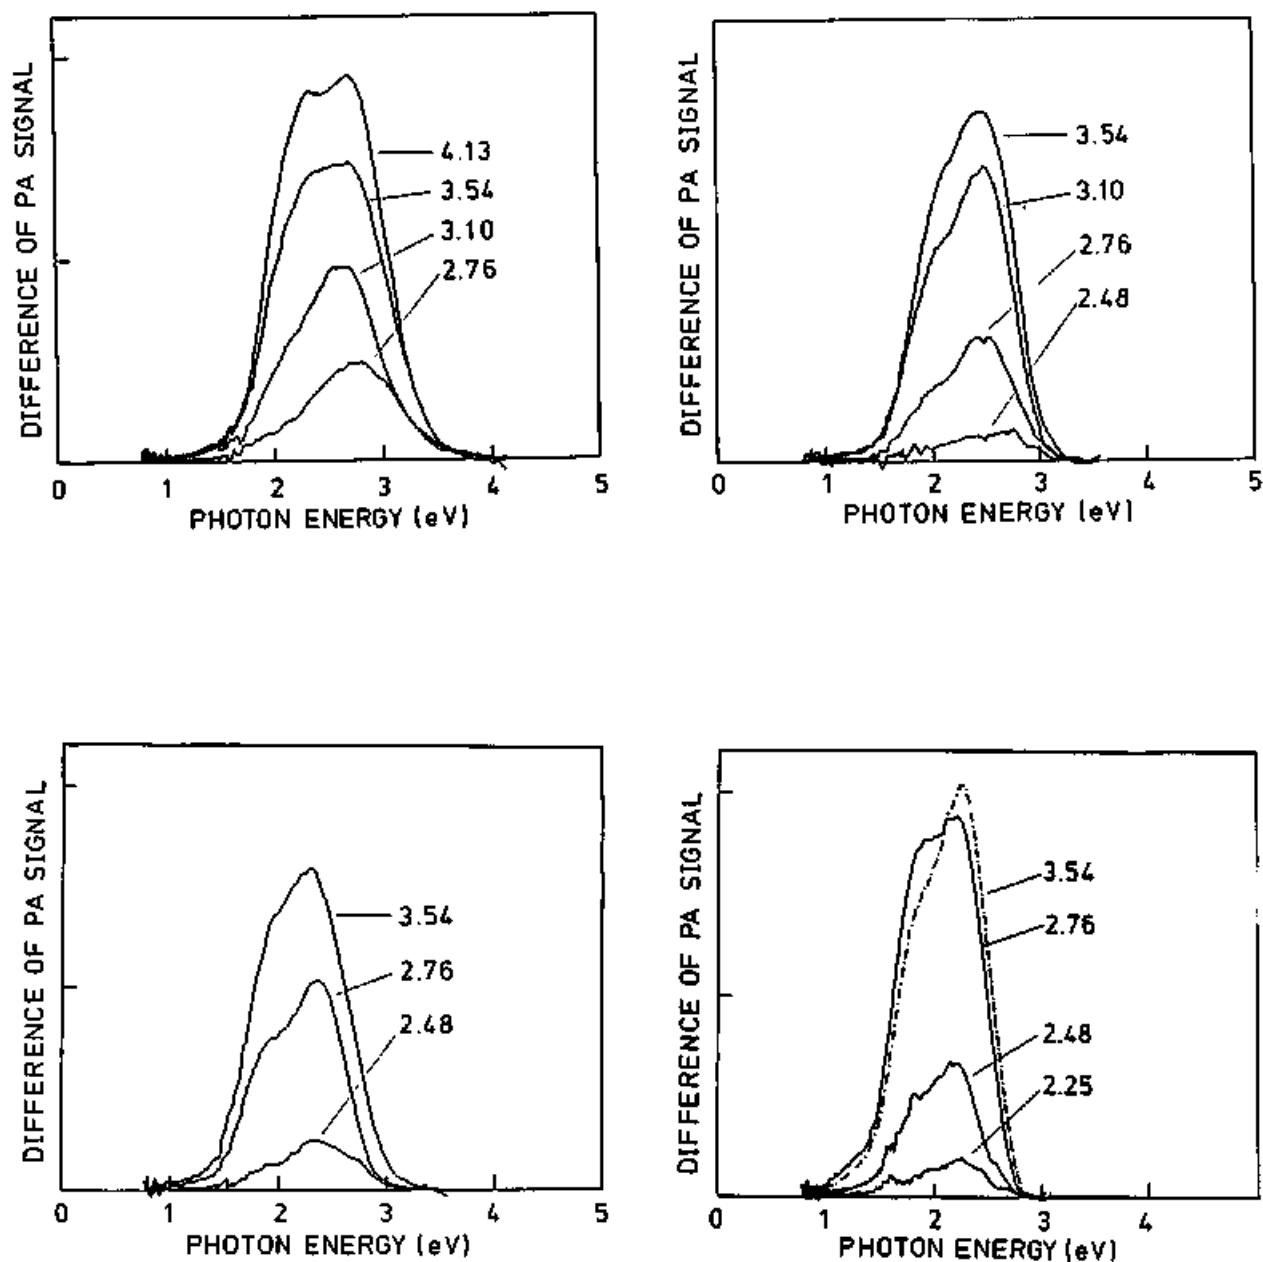 DIFFERENCE OF PA SIGNAL
4.13
3.54
3.10
2.76
0 1 2 3 4 5
PHOTON ENERGY (eV)
DIFFERENCE OF PA SIGNAL
3.54
3.10
2.76
2.48
0 1 2 3 4 5
PHOTON ENERGY (eV)
DIFFERENCE OF PA SIGNAL
3.54
2.76
2.48
0 1 2 3 4 5
PHOTON ENERGY (eV)
DIFFERENCE OF PA SIGNAL
3.54
2.76
2.48
2.25
0 1 2 3 4
PHOTON ENERGY (eV)